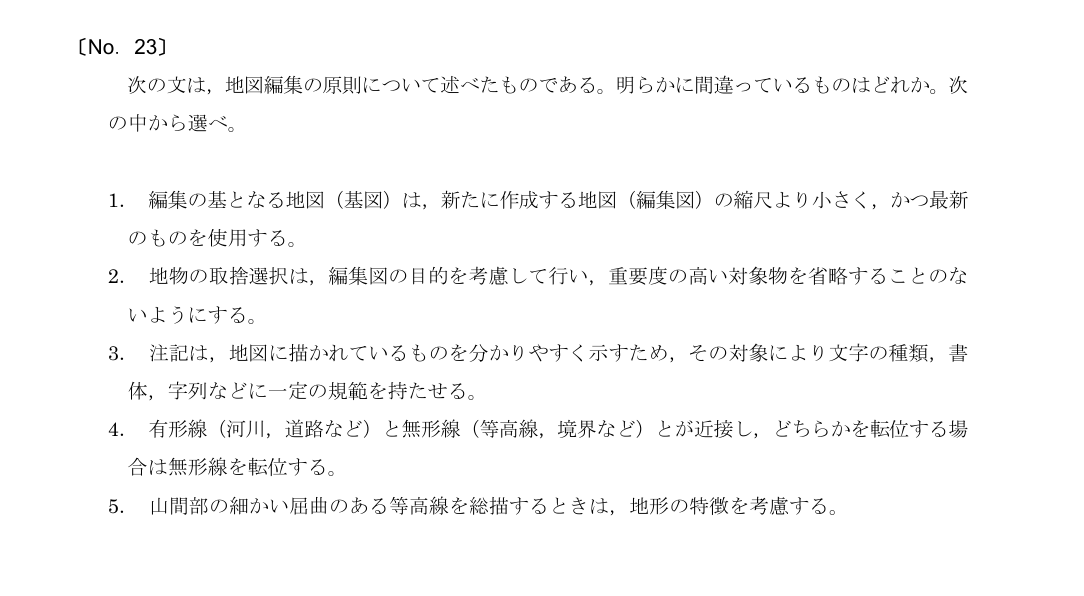 〔No. 23〕
次の文は，地図編集の原則について述べたものである。明らかに間違っているものはどれか。次
の中から選べ。
1. 編集の基となる地図（基図）は，新たに作成する地図（編集図）の縮尺より小さく，かつ最新
のものを使用する。
2. 地物の取捨選択は，編集図の目的を考慮して行い，重要度の高い対象物を省略することのな
いようにする。
3. 注記は，地図に描かれているものを分かりやすく示すため，その対象により文字の種類，書
体，字列などに一定の規範を持たせる。
4. 有形線（河川，道路など）と無形線（等高線，境界など）とが近接し，どちらかを転位する場
合は無形線を転位する。
5. 山間部の細かい屈曲のある等高線を総描するときは，地形の特徴を考慮する。